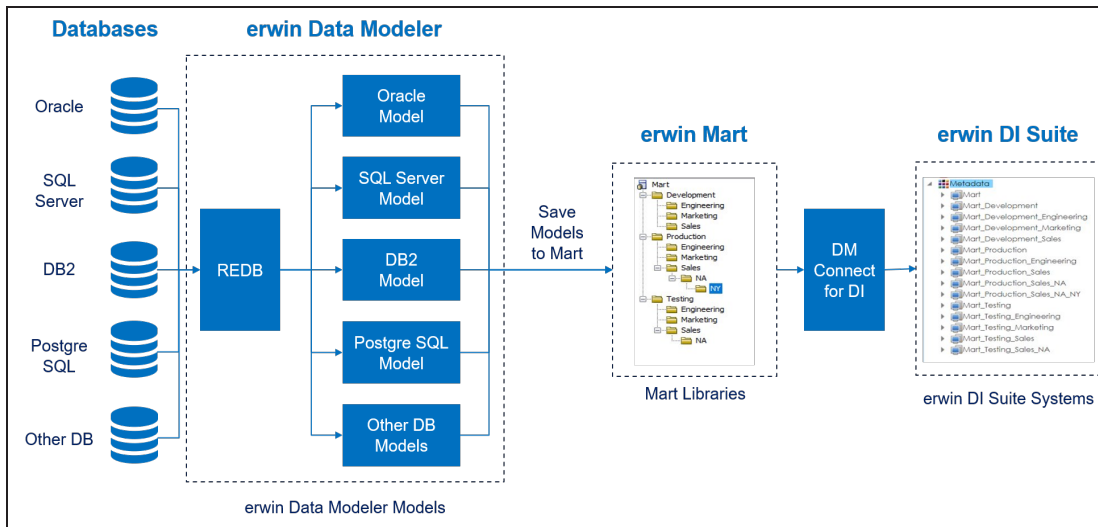 Databases
Oracle
SQL
Server
DB2
Postgre
SQL
Other DB
erwin Data Modeler
REDB
Oracle
Model
SQL Server
Model
DB2
Model
Postgre SQL
Model
Other DB
Models
erwin Data Modeler Models
Save
Models
to Mart
erwin Mart
Mart
Development
Engineering
Marketing
Sales
Production
Engineering
Marketing
Sales
NA
NY
Testing
Engineering
Marketing
Sales
NA
Mart Libraries
DM
Connect
for DI
erwin DI Suite
Metadata
Mart
Mart_Development
Mart_Development_Engineering
Mart_Development_Marketing
Mart_Development_Sales
Mart_Production
Mart_Production_Engineering
Mart_Production_Sales
Mart_Production_Sales_NA
Mart_Production_Sales_NA_NY
Mart_Testing
Mart_Testing_Engineering
Mart_Testing_Marketing
Mart_Testing_Sales
Mart_Testing_Sales_NA
erwin DI Suite Systems